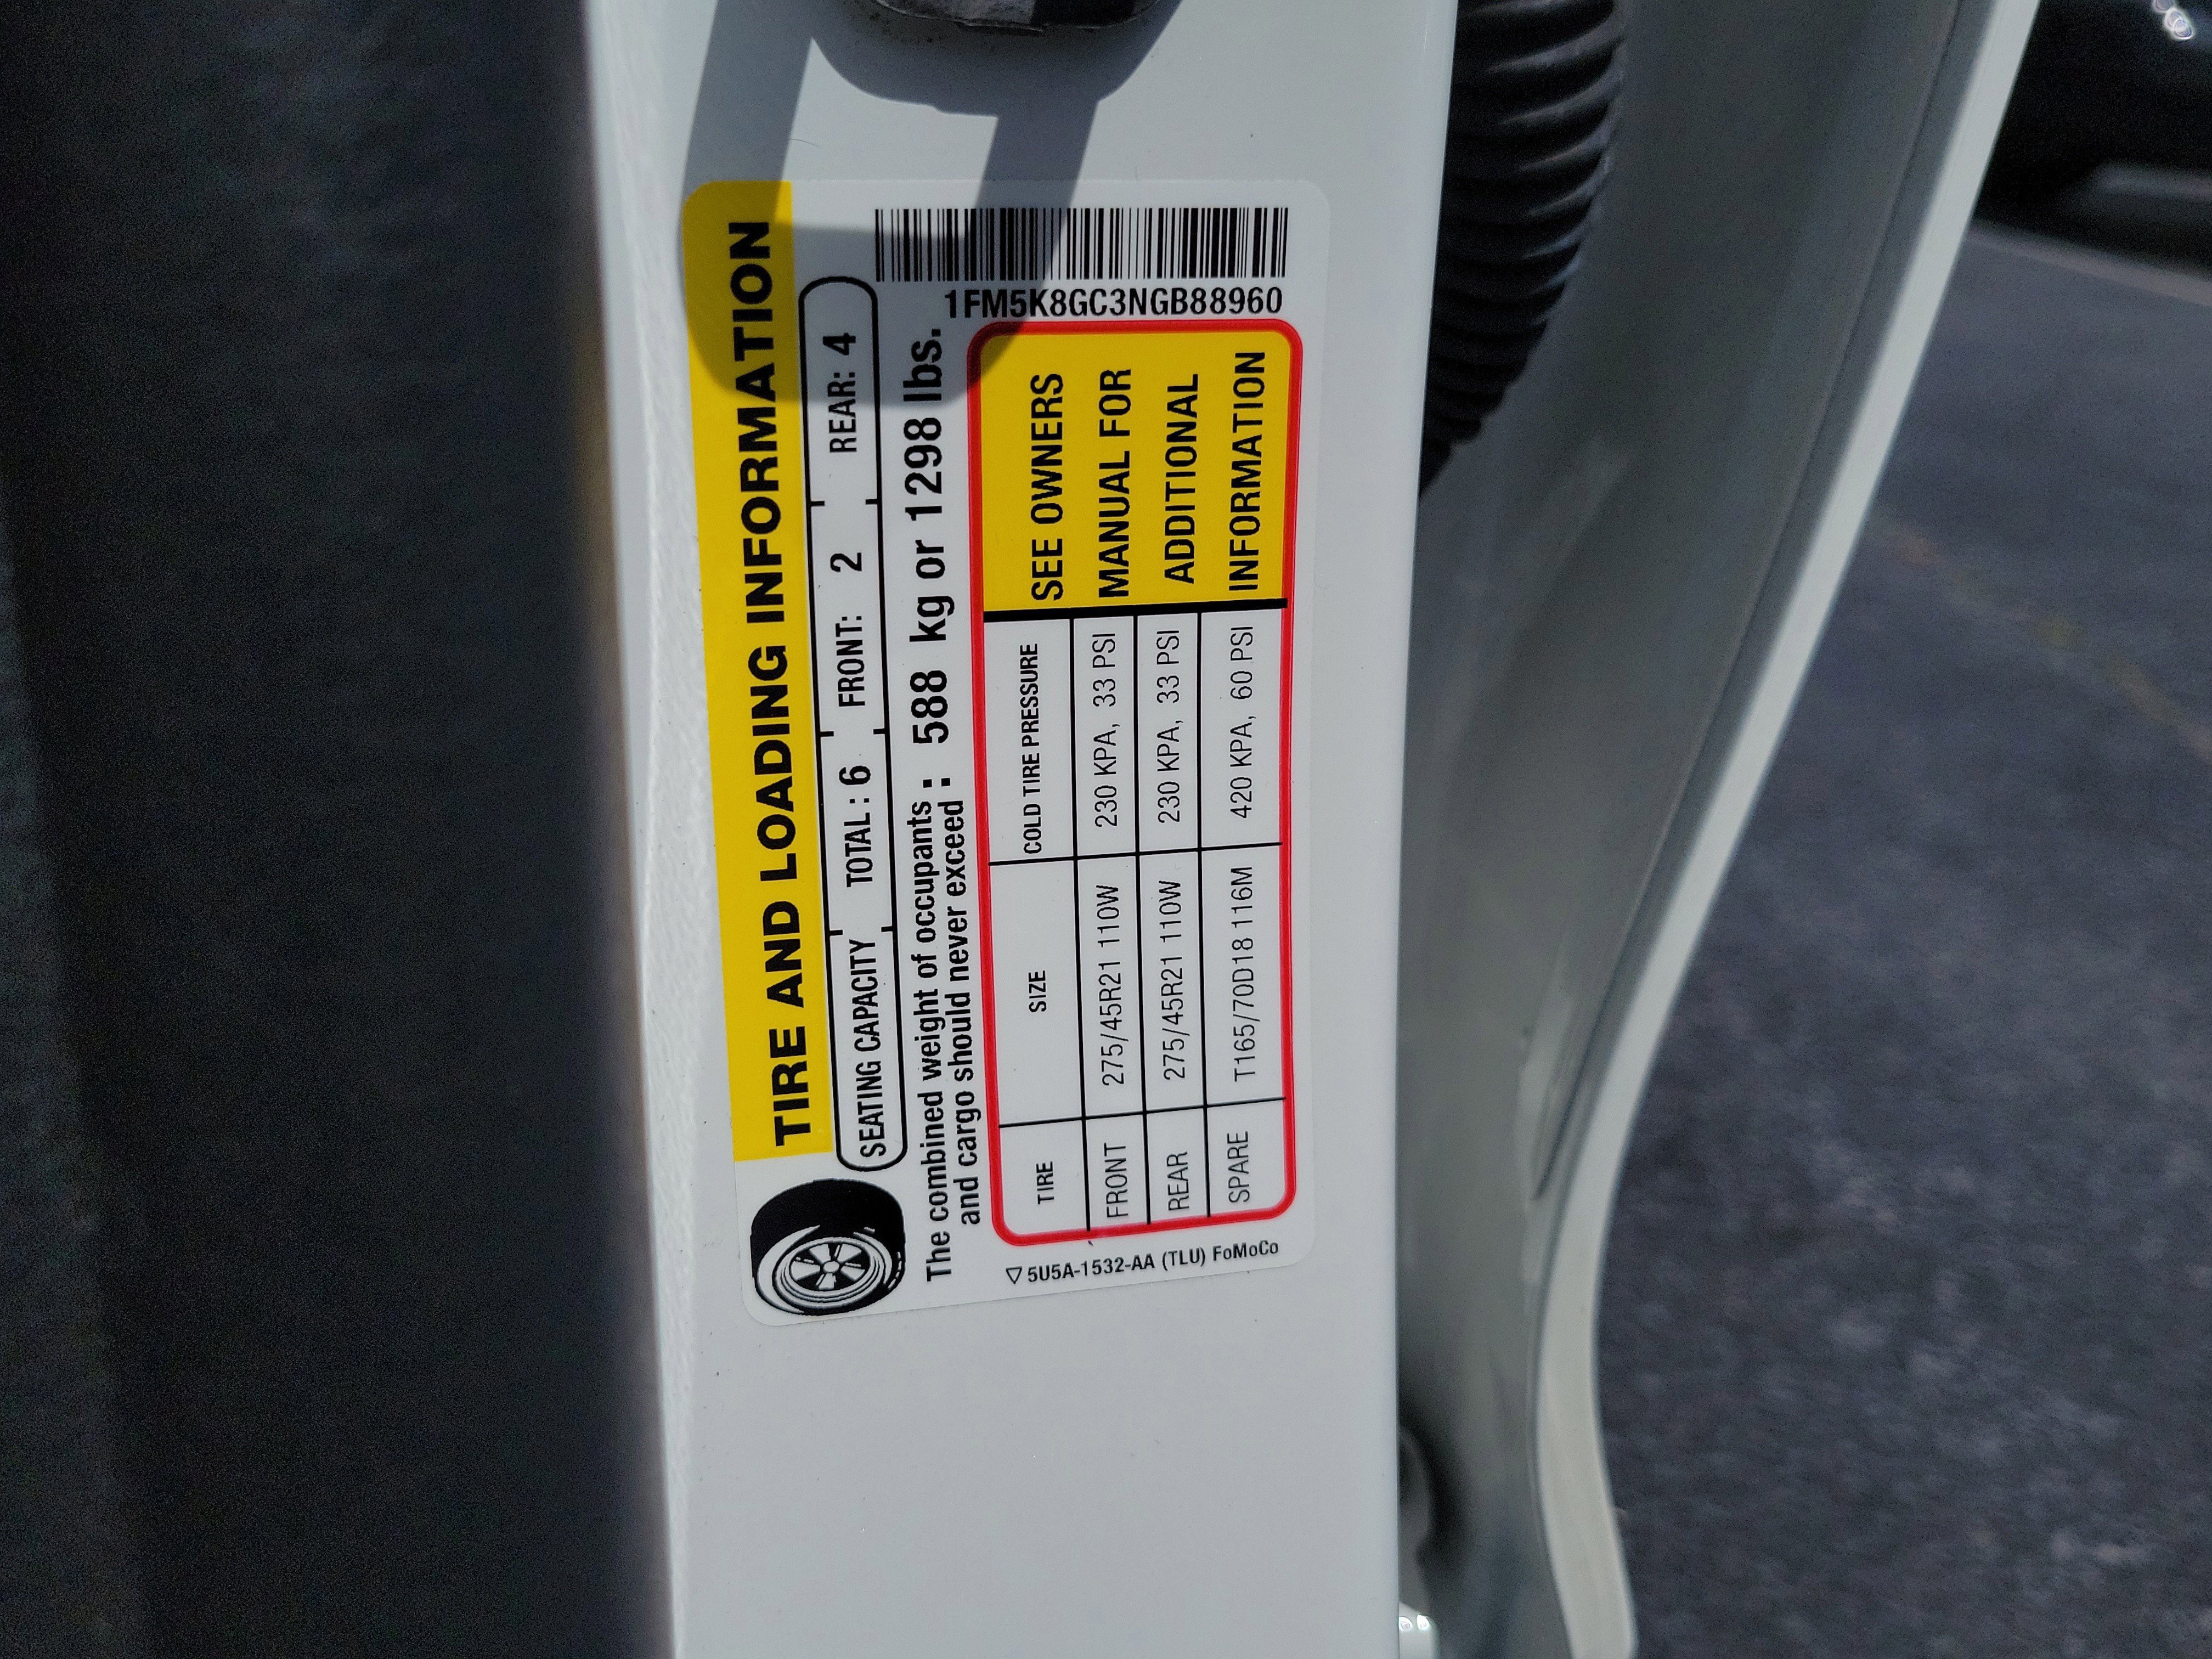 TIRE AND LOADING INFORMATION
SEATING CAPACITY TOTAL : 6 FRONT: 2 REAR: 4
The combined weight of occupants
and cargo should never exceed : 588 kg or 1298 lbs.
1FM5K8GC3NGB88960
TIRE SIZE COLD TIRE PRESSURE
FRONT 275/45R21 110W 230 KPA, 33 PSI
REAR 275/45R21 110W 230 KPA, 33 PSI
SPARE T165/70D18 116M 420 KPA, 60 PSI
SEE OWNERS
MANUAL FOR
ADDITIONAL
INFORMATION
5U5A-1532-AA (TLU) FoMoCo